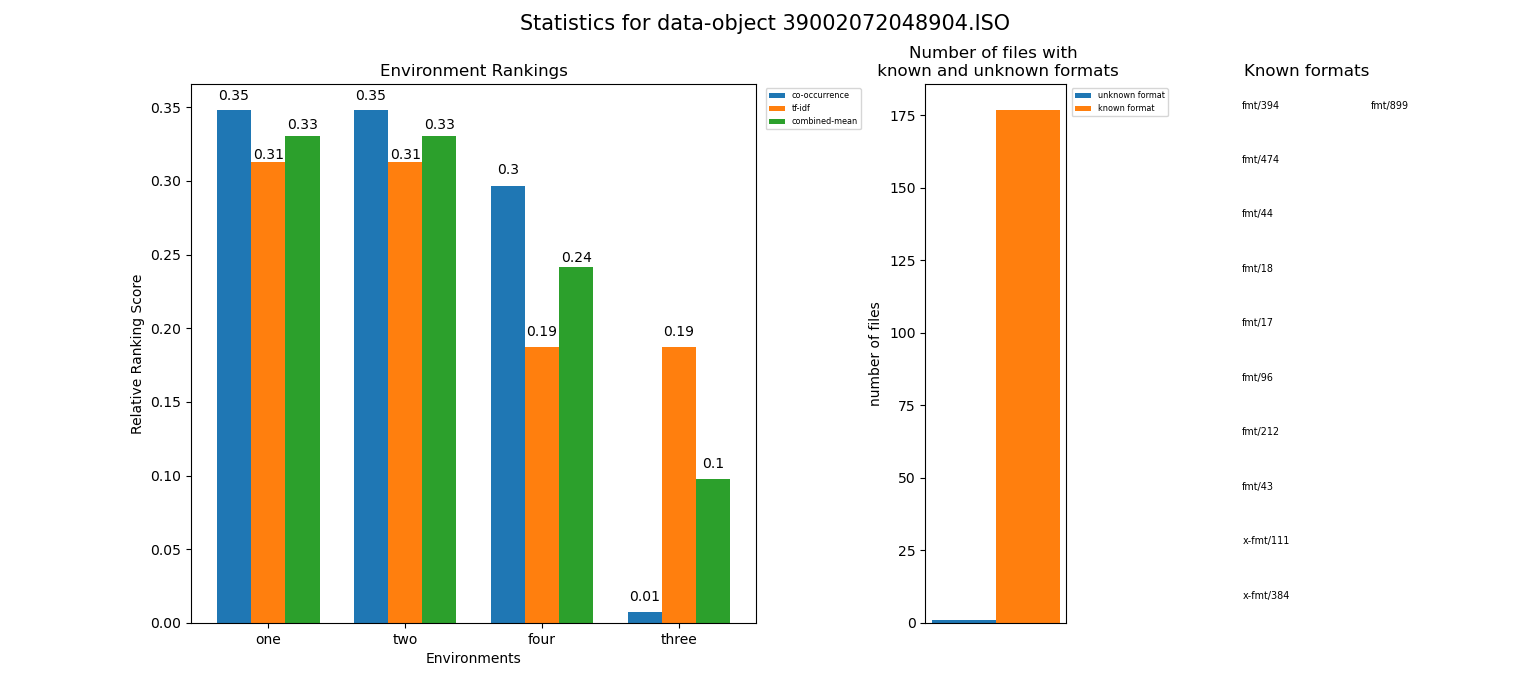 Statistics for data-object 39002072048904.ISO
Environment Rankings
0.35
0.30
0.25
0.20
0.15
0.10
0.05
0.00
Relative Ranking Score
0.35
0.31
0.33
0.35
0.31
0.33
0.3
0.19
0.24
0.01
0.19
0.1
one
two
four
three
Environments
co-occurrence
tf-idf
combined-mean
Number of files with
known and unknown formats
175
150
125
100
75
50
25
0
number of files
unknown format
known format
Known formats
fmt/394 fmt/899
fmt/474
fmt/44
fmt/18
fmt/17
fmt/96
fmt/212
fmt/43
x-fmt/111
x-fmt/384